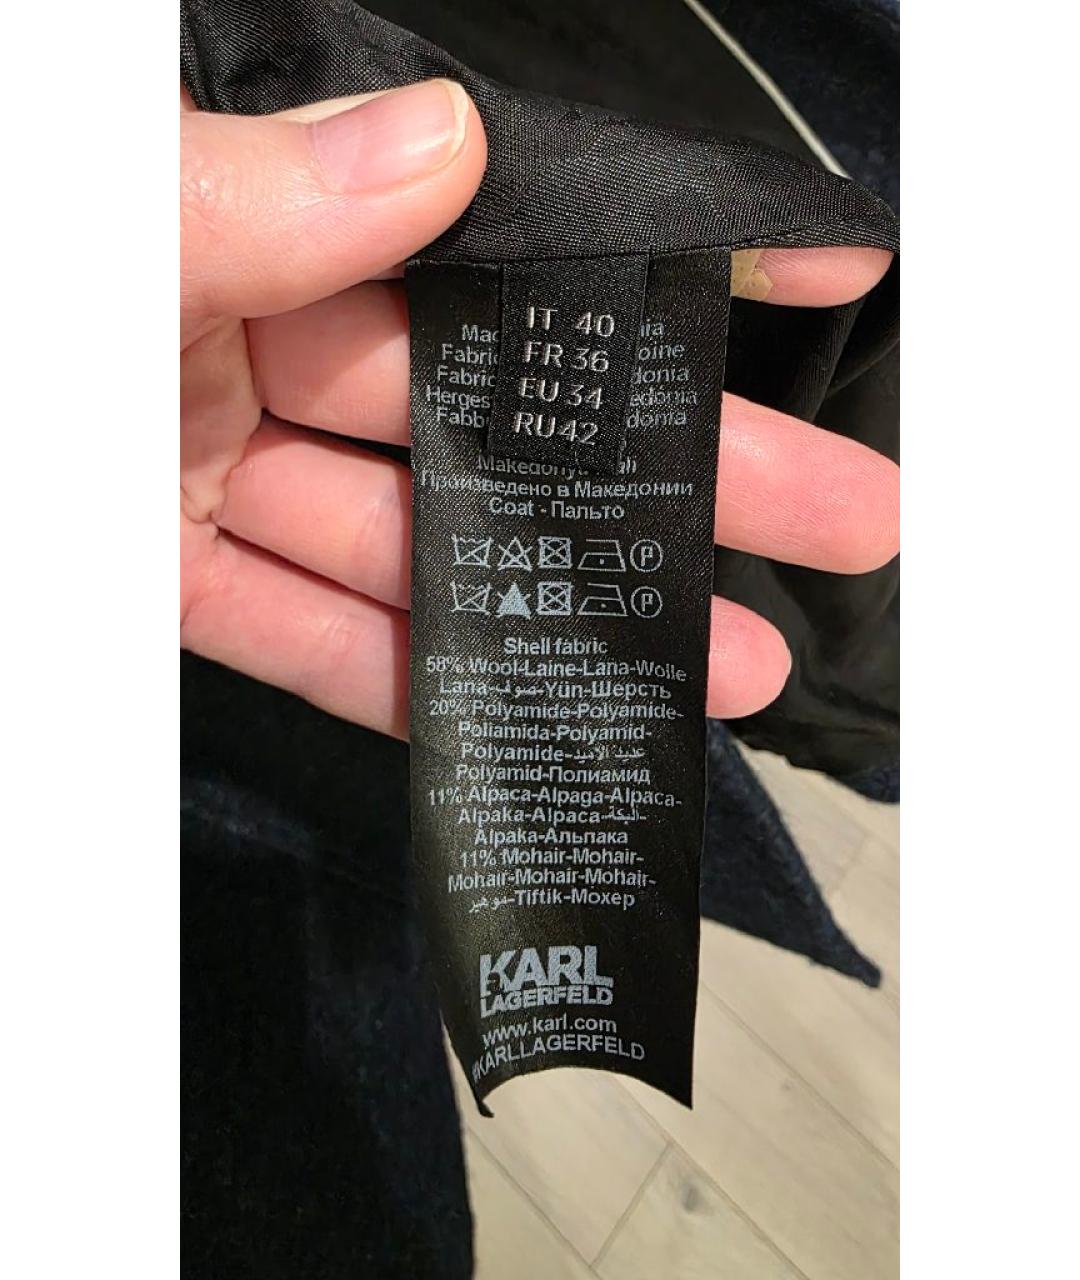 IT 40
FR 36
EU 34
RU 42
Произведено в Македонии
Coat - Пальто
P
P
Shell fabric
58% Wool-Laine-Lana-Wolle-
Lana-صوف-Yün-Шерсть
20% Polyamide-Polyamide-
Poliamida-Polyamid-
Polyamide-
Polyamid-Полиамид
11% Alpaca-Alpaga-Alpaca-
Alpaka-Alpaca-
Alpaka-Альпака
11% Mohair-Mohair-
Mohair-Mohair-Mohair-
موهير-Tiftik-Мохер
KARL
LAGERFELD
www.karl.com
#KARLLAGERFELD